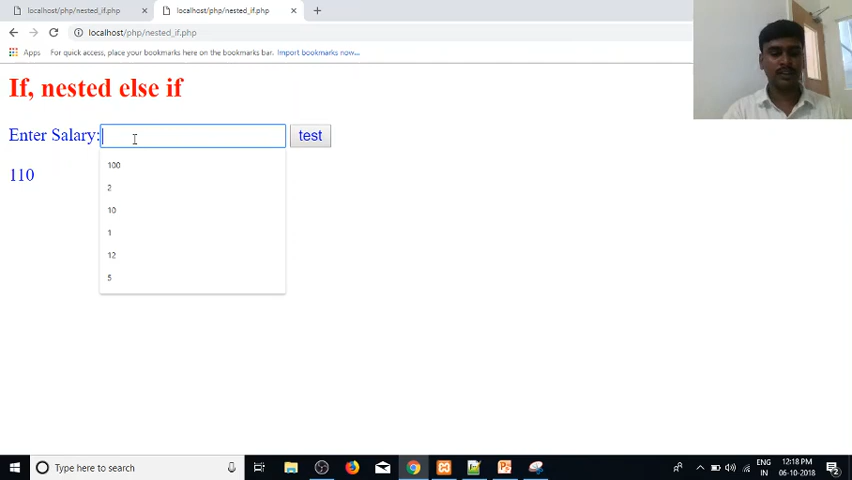 localhost/php/nested_if.php
localhost/php/nested_if.php
localhost/php/nested_if.php
Apps For quick access, place your bookmarks here on the bookmarks bar. Import bookmarks now...
If, nested else if
Enter Salary: test
100
110
2
10
1
12
5
Type here to search
ENG
IN
12:18 PM
06-10-2018
2